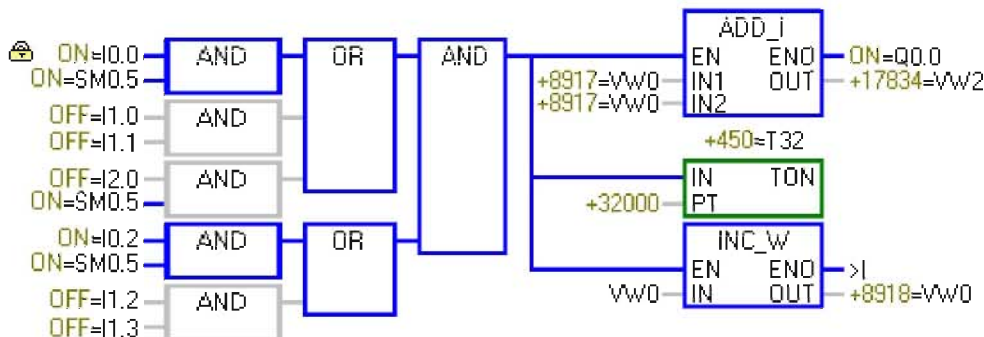 ON=I0.0 AND OR AND ADD_I
ON=SM0.5 EN ENO ON=Q0.0
+8917=VW0 IN1 OUT +17834=VW2
OFF=I1.0 AND +8917=VW0 IN2
OFF=I1.1
+450=T32
OFF=I2.0 AND IN TON
ON=SM0.5 +32000 PT
ON=I0.2 AND OR INC_W
ON=SM0.5 EN ENO >I
OFF=I1.2 AND VW0 IN OUT +8918=VW0
OFF=I1.3